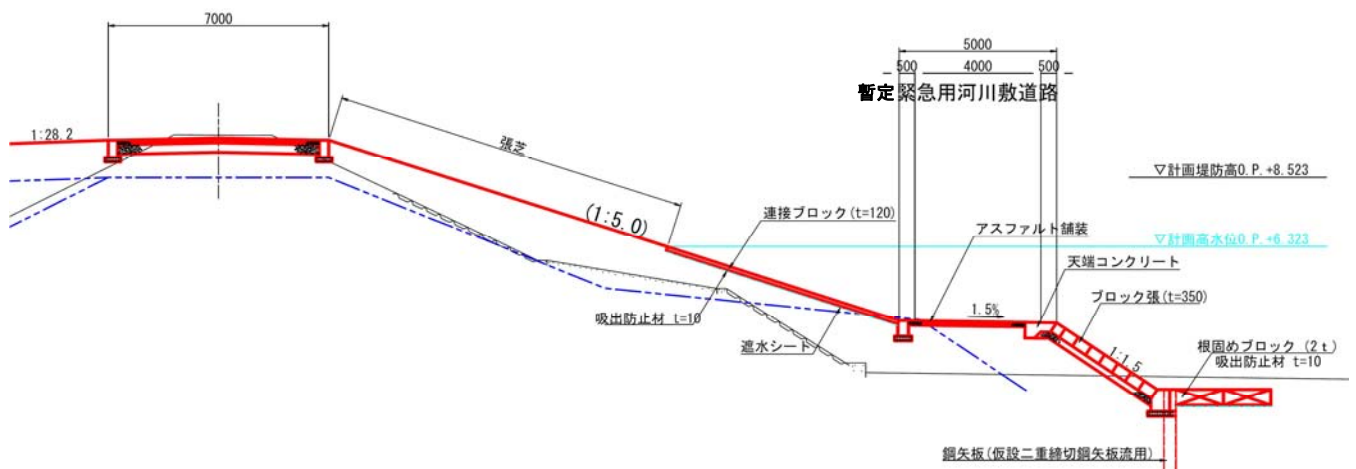 7000
5000
500
4000
500
暫定緊急用河川敷道路
1:28.2
張芝
▽計画堤防高O.P.+8.523
(1:5.0)
連接ブロック(t=120)
アスファルト舗装
▽計画高水位O.P.+6.323
天端コンクリート
ブロック張(t=350)
吸出防止材 t=10
1.5%
遮水シート
1:1.5
根固めブロック (2t)
吸出防止材 t=10
鋼矢板(仮設二重締切鋼矢板流用)